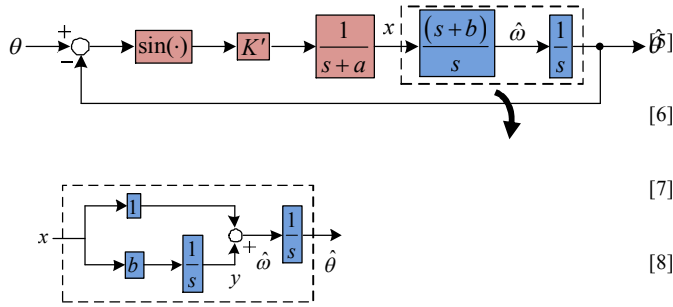 θ + − sin(·) K′ 1/(s+a) x (s+b)/s ω̂ 1/s θ̂ [5]
[6]
[7]
x 1 b 1/s y + ω̂ 1/s θ̂ [8]